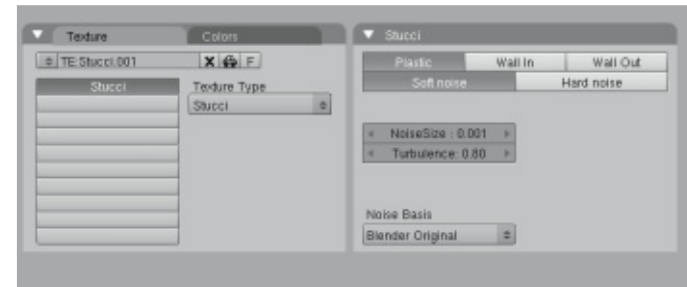 Texture
Colors
TE:Stucci.001
F
Stucci
Texture Type
Stucci
Stucci
Plastic
Wall In
Wall Out
Soft noise
Hard noise
NoiseSize : 0.001
Turbulence: 0.80
Noise Basis
Blender Original